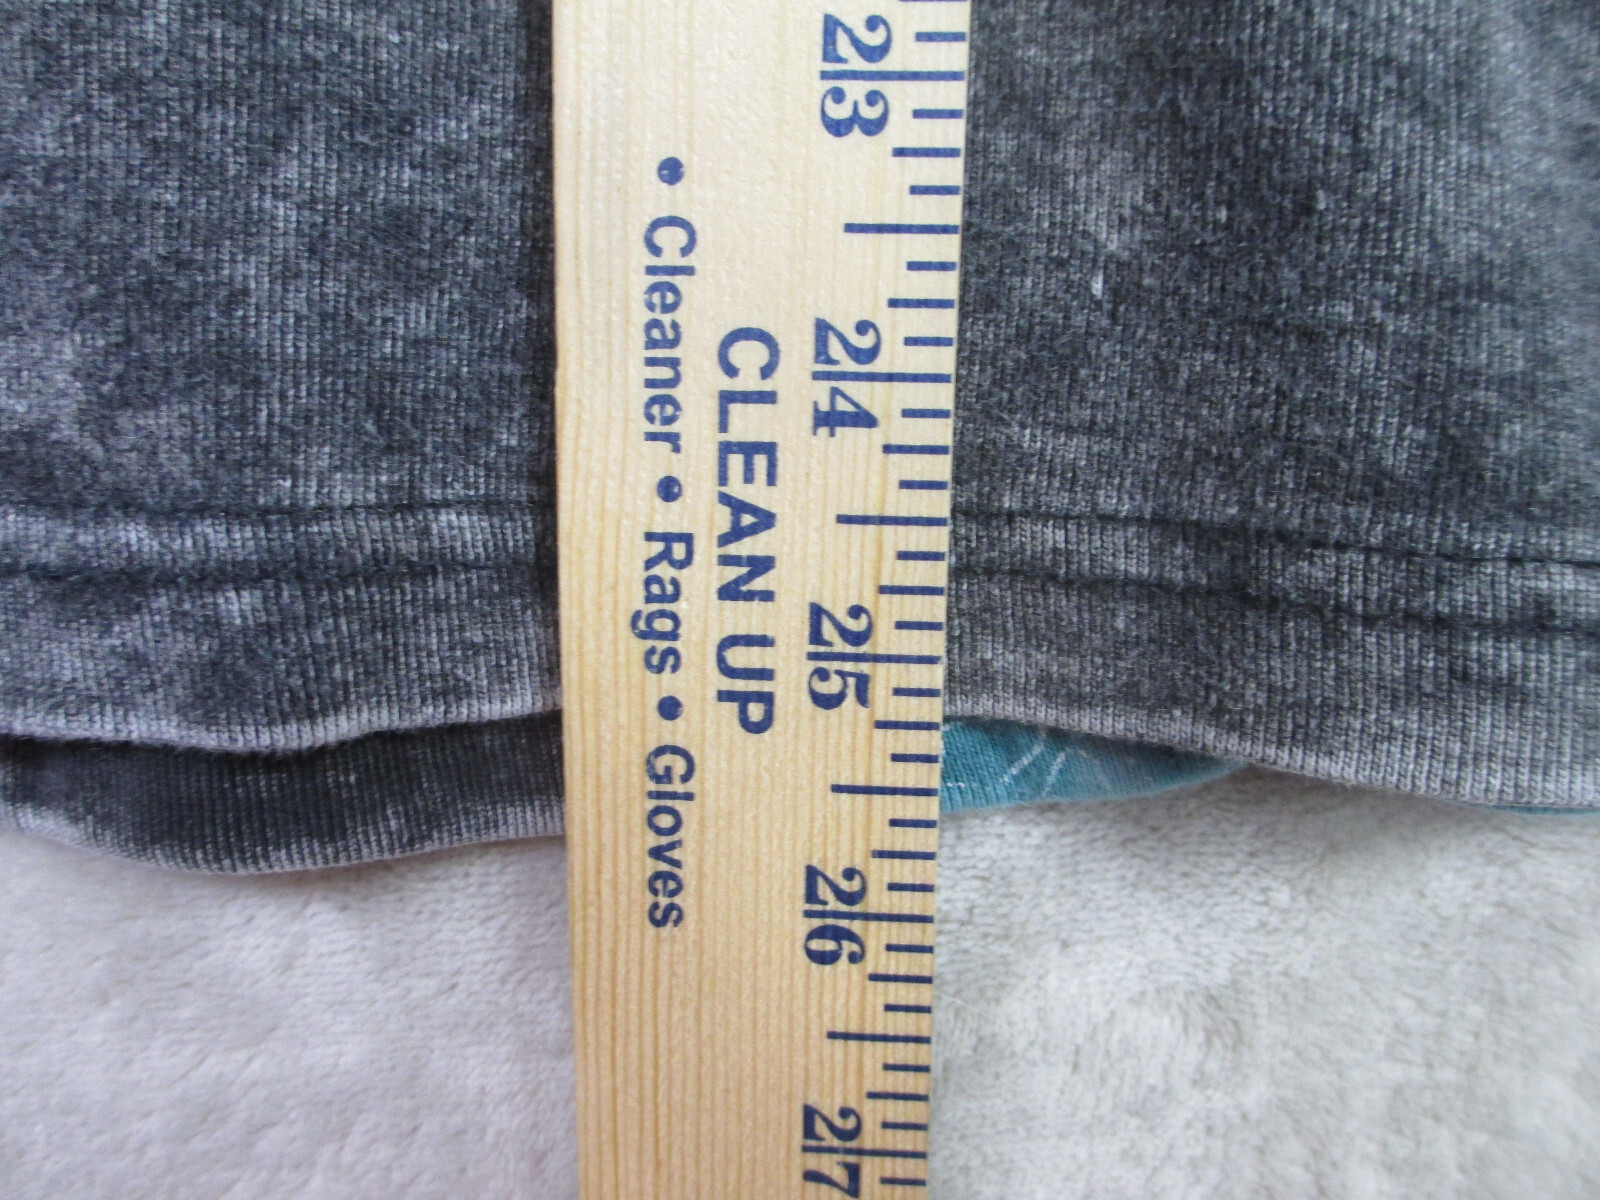 23
24
25
26
27
CLEAN UP
• Cleaner • Rags • Gloves